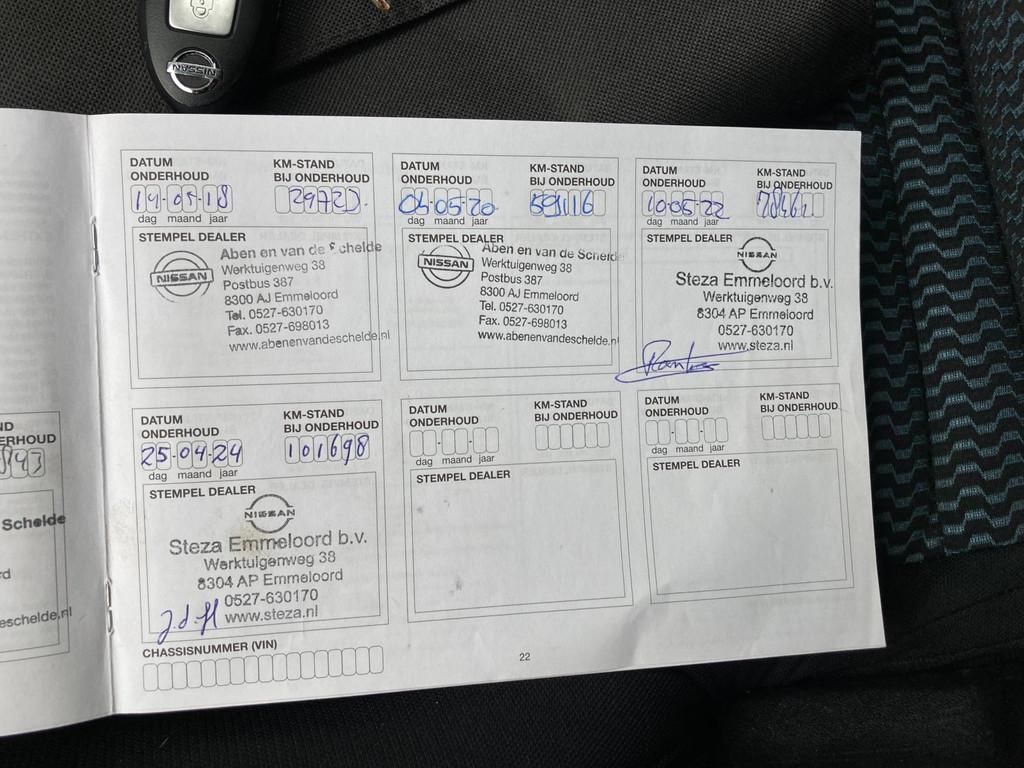 NISSAN
DATUM ONDERHOUD
KM-STAND BIJ ONDERHOUD
dag maand jaar
STEMPEL DEALER
NISSAN
Aben en van de Schelde
Werktuigenweg 38
Postbus 387
8300 AJ Emmeloord
Tel. 0527-630170
Fax. 0527-698013
www.abenenvandeschelde.nl
DATUM ONDERHOUD
04-05-20
KM-STAND BIJ ONDERHOUD
59116
dag maand jaar
STEMPEL DEALER
NISSAN
Aben en van de Schelde
Werktuigenweg 38
Postbus 387
8300 AJ Emmeloord
Tel. 0527-630170
Fax. 0527-698013
www.abenenvandeschelde.nl
DATUM ONDERHOUD
10-05-22
KM-STAND BIJ ONDERHOUD
78461
dag maand jaar
STEMPEL DEALER
NISSAN
Steza Emmeloord b.v.
Werktuigenweg 38
8304 AP Emmeloord
0527-630170
www.steza.nl
ERHOUD
Schelde
eschelde.nl
DATUM ONDERHOUD
25-04-24
KM-STAND BIJ ONDERHOUD
101698
dag maand jaar
STEMPEL DEALER
NISSAN
Steza Emmeloord b.v.
Werktuigenweg 38
8304 AP Emmeloord
0527-630170
www.steza.nl
CHASSISNUMMER (VIN)
DATUM ONDERHOUD
KM-STAND BIJ ONDERHOUD
dag maand jaar
STEMPEL DEALER
DATUM ONDERHOUD
KM-STAND BIJ ONDERHOUD
dag maand jaar
STEMPEL DEALER
22